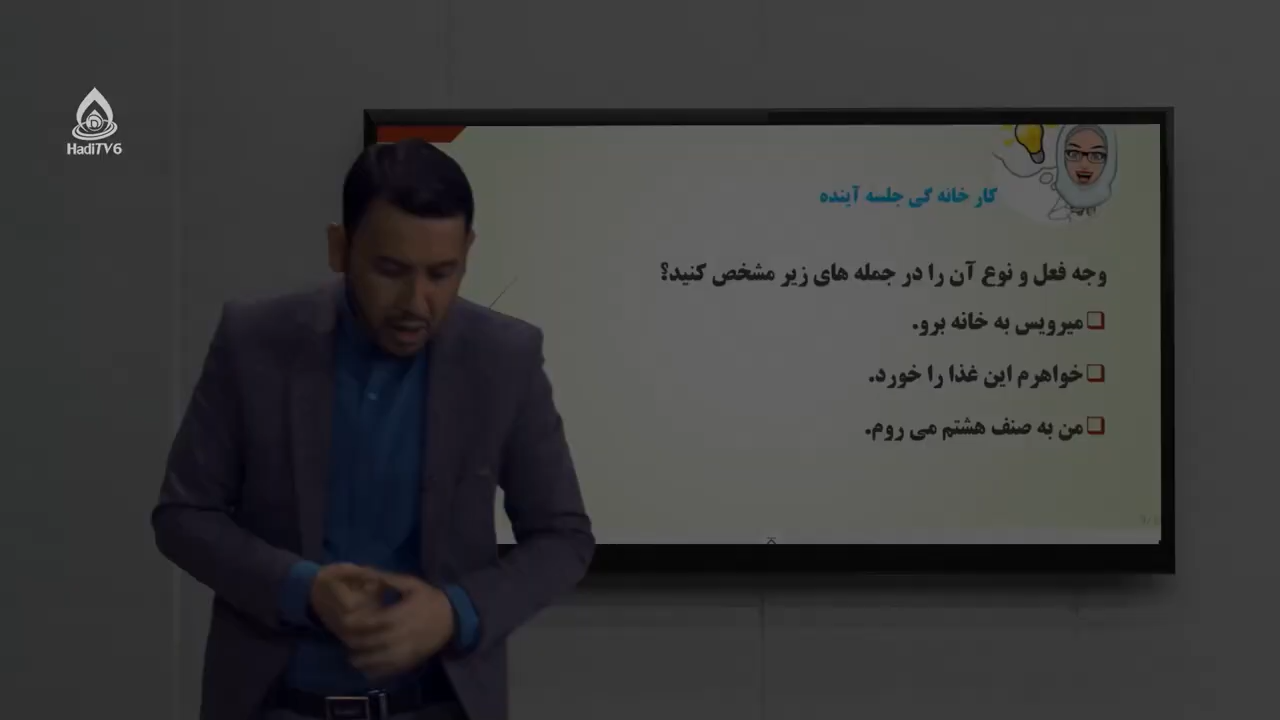 HadiTV6
کار خانه گی جلسه آینده
وجه فعل و نوع آن را در جمله های زیر مشخص کنید؟
میرویس به خانه برو.
خواهرم این غذا را خورد.
من به صنف هشتم می روم.